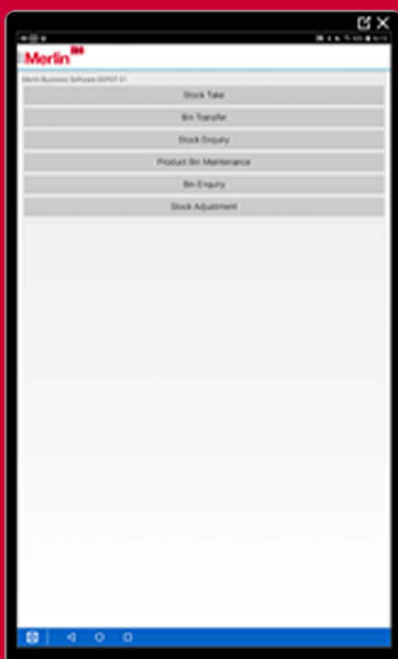 Merlin
Merlin Business Software DEPOT 01
Stock Take
Bin Transfer
Stock Enquiry
Product Bin Maintenance
Bin Enquiry
Stock Adjustment